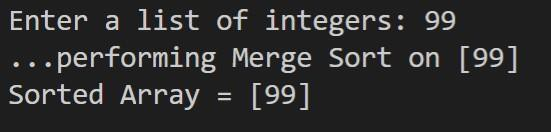 Enter a list of integers: 99
...performing Merge Sort on [99]
Sorted Array = [99]